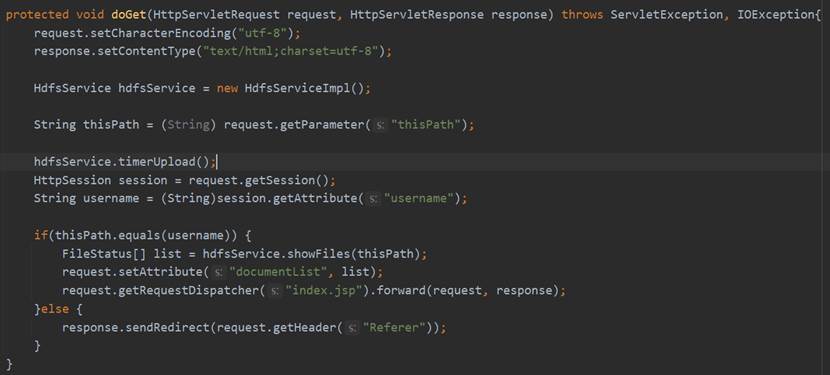 protected void doGet(HttpServletRequest request, HttpServletResponse response) throws ServletException, IOException{
    request.setCharacterEncoding("utf-8");
    response.setContentType("text/html;charset=utf-8");
    HdfsService hdfsService = new HdfsServiceImpl();
    String thisPath = (String) request.getParameter( s: "thisPath");
    hdfsService.timerUpload();
    HttpSession session = request.getSession();
    String username = (String)session.getAttribute( s: "username");
    if(thisPath.equals(username)) {
        FileStatus[] list = hdfsService.showFiles(thisPath);
        request.setAttribute( s: "documentList", list);
        request.getRequestDispatcher( s: "index.jsp").forward(request, response);
    }else {
        response.sendRedirect(request.getHeader( s: "Referer"));
    }
}